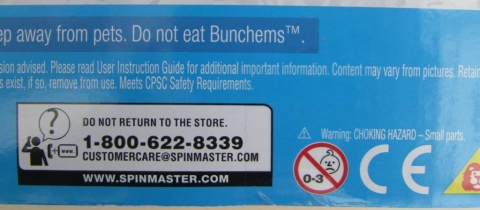 ep away from pets. Do not eat Bunchems™.
sion advised. Please read User Instruction Guide for additional important information. Content may vary from pictures. Retain
s exist, if so, remove from use. Meets CPSC Safety Requirements.
?
DO NOT RETURN TO THE STORE.
1-800-622-8339
CUSTOMERCARE@SPINMASTER.COM
WWW.SPINMASTER.COM
Warning: CHOKING HAZARD – Small parts.
0-3
CE